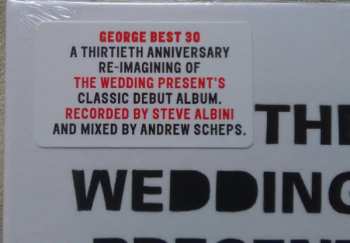 GEORGE BEST 30
A THIRTIETH ANNIVERSARY
RE-IMAGINING OF
THE WEDDING PRESENT'S
CLASSIC DEBUT ALBUM.
RECORDED BY STEVE ALBINI
AND MIXED BY ANDREW SCHEPS.
THE
WEDDING
PRESENT